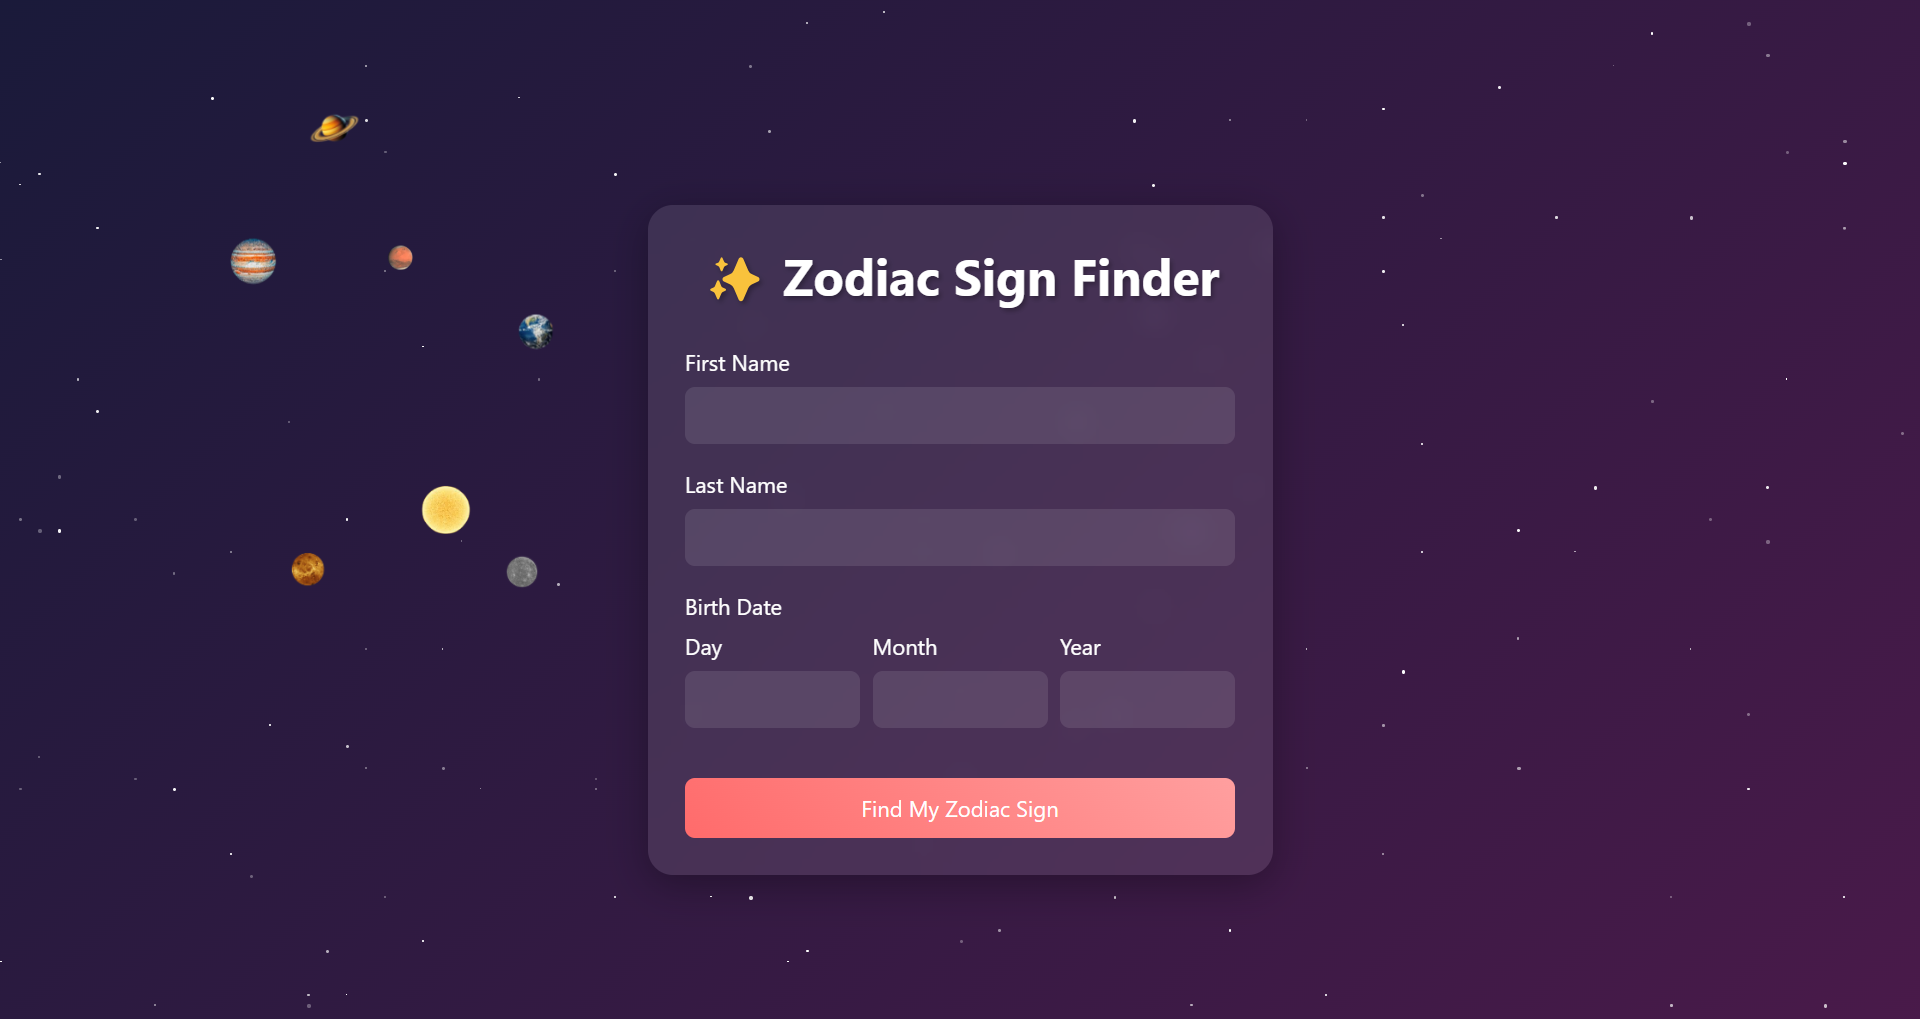 ✨ Zodiac Sign Finder
First Name
Last Name
Birth Date
Day Month Year
Find My Zodiac Sign